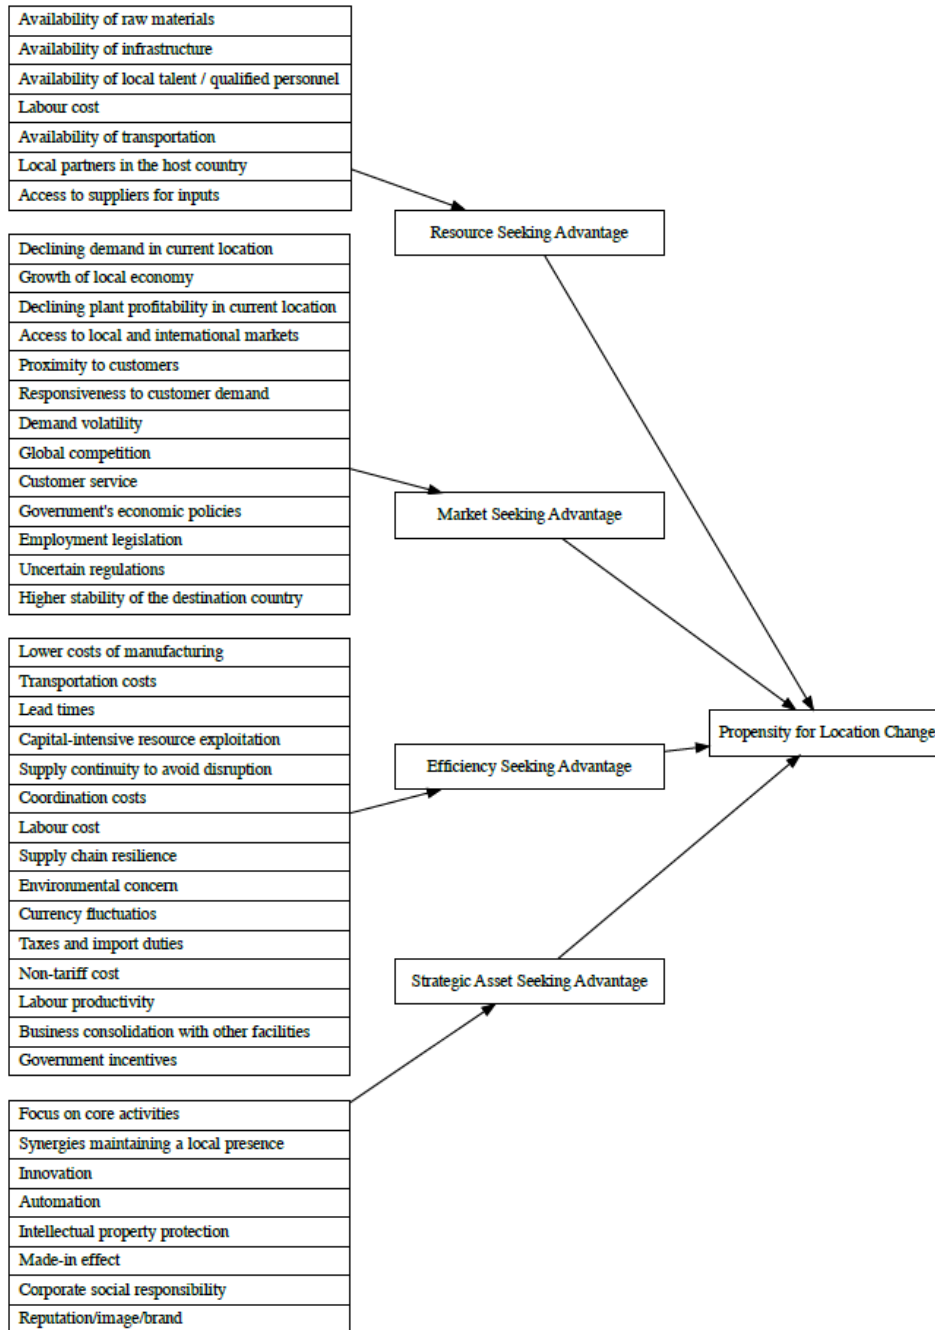 Availability of raw materials
Availability of infrastructure
Availability of local talent / qualified personnel
Labour cost
Availability of transportation
Local partners in the host country
Access to suppliers for inputs
Resource Seeking Advantage
Declining demand in current location
Growth of local economy
Declining plant profitability in current location
Access to local and international markets
Proximity to customers
Responsiveness to customer demand
Demand volatility
Global competition
Customer service
Government's economic policies
Employment legislation
Uncertain regulations
Higher stability of the destination country
Market Seeking Advantage
Lower costs of manufacturing
Transportation costs
Lead times
Capital-intensive resource exploitation
Supply continuity to avoid disruption
Coordination costs
Labour cost
Supply chain resilience
Environmental concern
Currency fluctuatios
Taxes and import duties
Non-tariff cost
Labour productivity
Business consolidation with other facilities
Government incentives
Efficiency Seeking Advantage
Propensity for Location Change
Strategic Asset Seeking Advantage
Focus on core activities
Synergies maintaining a local presence
Innovation
Automation
Intellectual property protection
Made-in effect
Corporate social responsibility
Reputation/image/brand